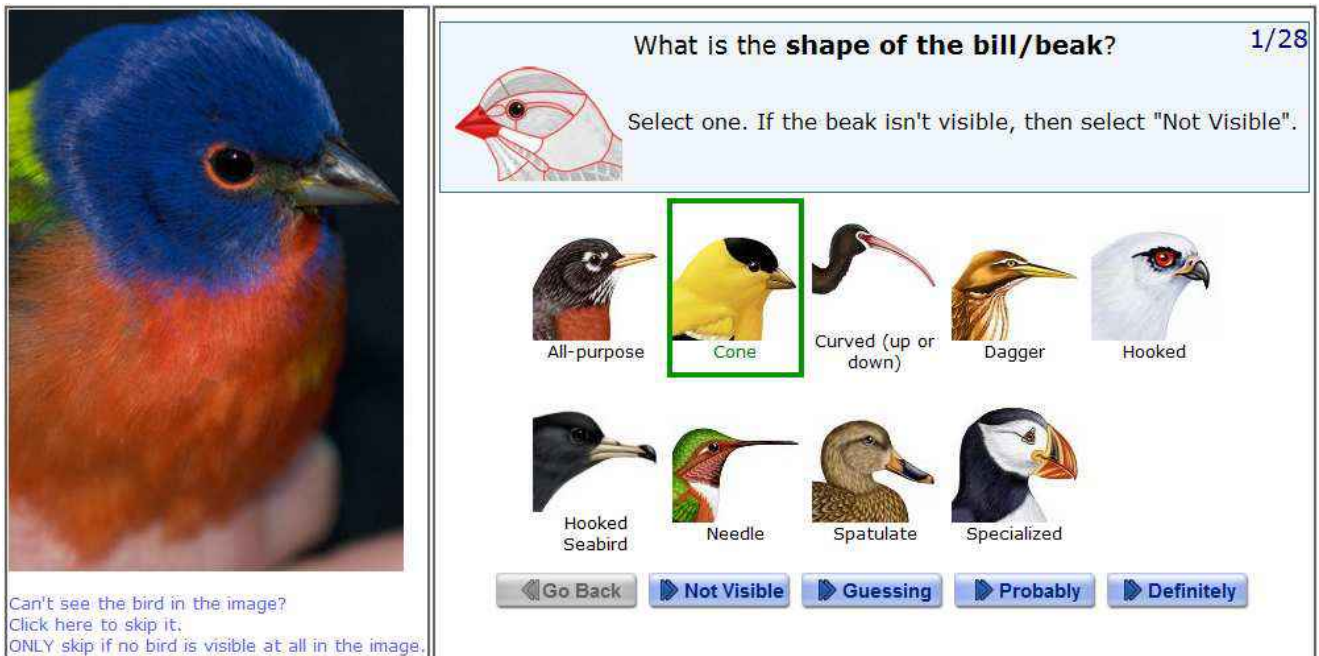 What is the shape of the bill/beak?
1/28
Select one. If the beak isn't visible, then select "Not Visible".
All-purpose
Cone
Curved (up or
down)
Dagger
Hooked
Hooked
Seabird
Needle
Spatulate
Specialized
Go Back
Not Visible
Guessing
Probably
Definitely
Can't see the bird in the image?
Click here to skip it.
ONLY skip if no bird is visible at all in the image.